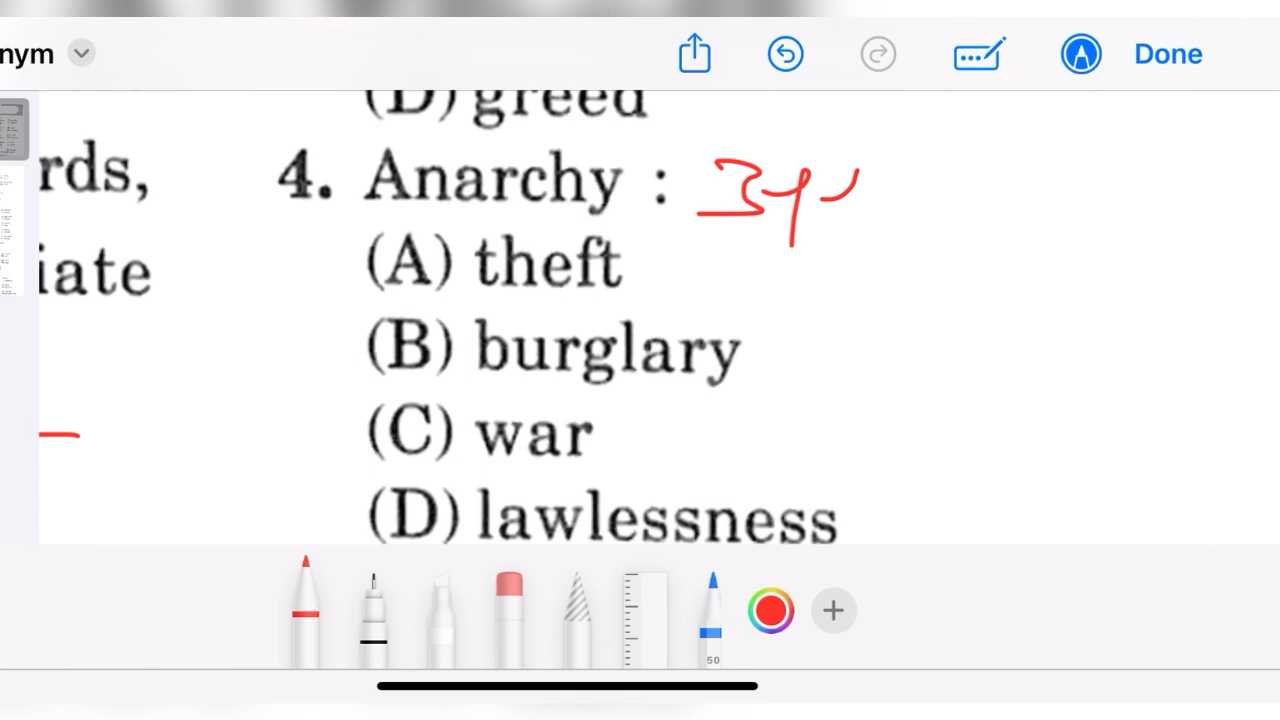 nym
Done
(D) greed
rds,
4. Anarchy :
(A) theft
iate
(B) burglary
(C) war
(D) lawlessness
50